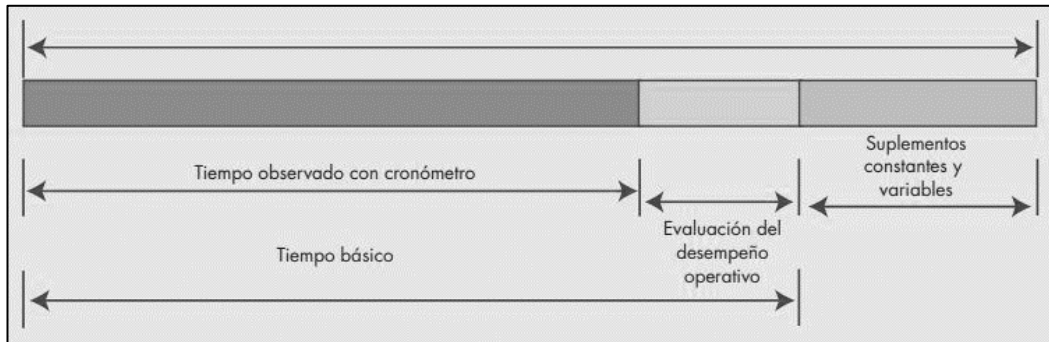 Tiempo observado con cronómetro
Suplementos
constantes y
variables
Evaluación del
desempeño
operativo
Tiempo básico